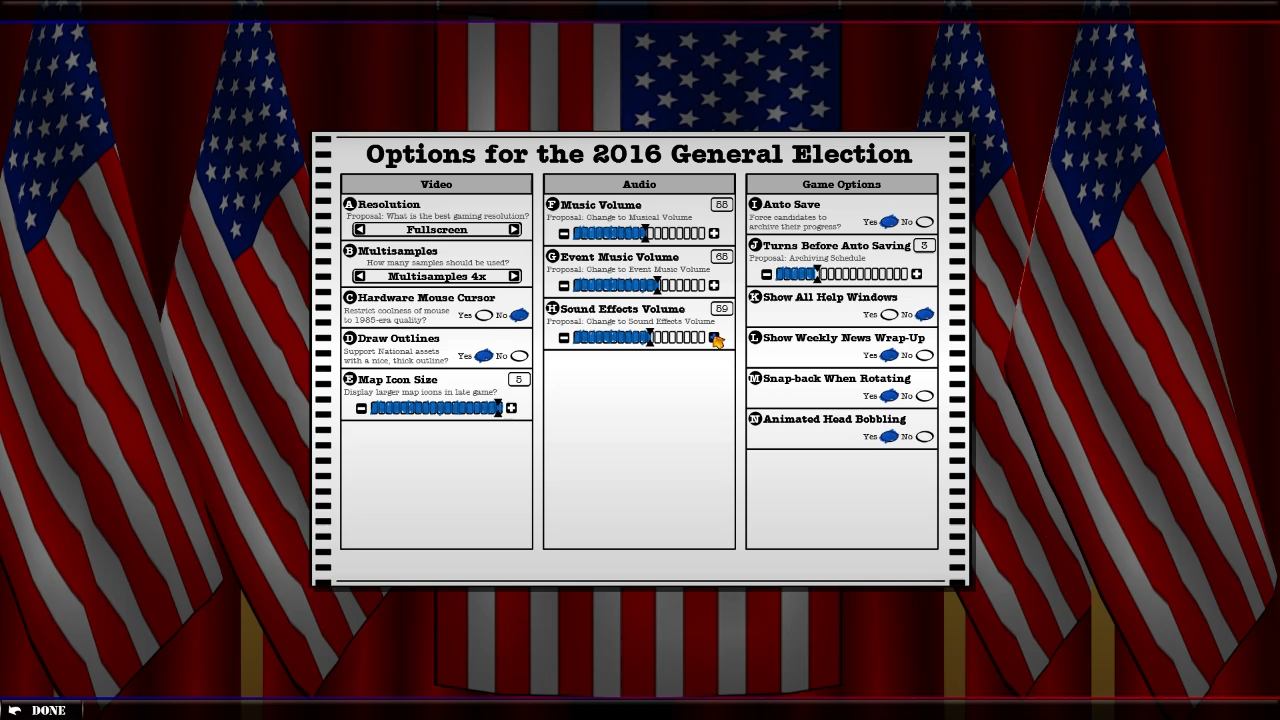 Options for the 2016 General Election
Video
A Resolution
Proposal: What is the best gaming resolution?
Fullscreen
B Multisamples
How many samples should be used?
Multisamples 4x
C Hardware Mouse Cursor
Restrict coolness of mouse
to 1985-era quality?
Yes No
D Draw Outlines
Support National assets
with a nice, thick outline?
Yes No
E Map Icon Size 5
Display larger map icons in late game?
Audio
F Music Volume 55
Proposal: Change to Musical Volume
G Event Music Volume 65
Proposal: Change to Event Music Volume
H Sound Effects Volume 59
Proposal: Change to Sound Effects Volume
Game Options
I Auto Save
Force candidates to
archive their progress?
Yes No
J Turns Before Auto Saving 3
Proposal: Archiving Schedule
K Show All Help Windows
Yes No
L Show Weekly News Wrap-Up
Yes No
M Snap-back When Rotating
Yes No
N Animated Head Bobbling
Yes No
DONE